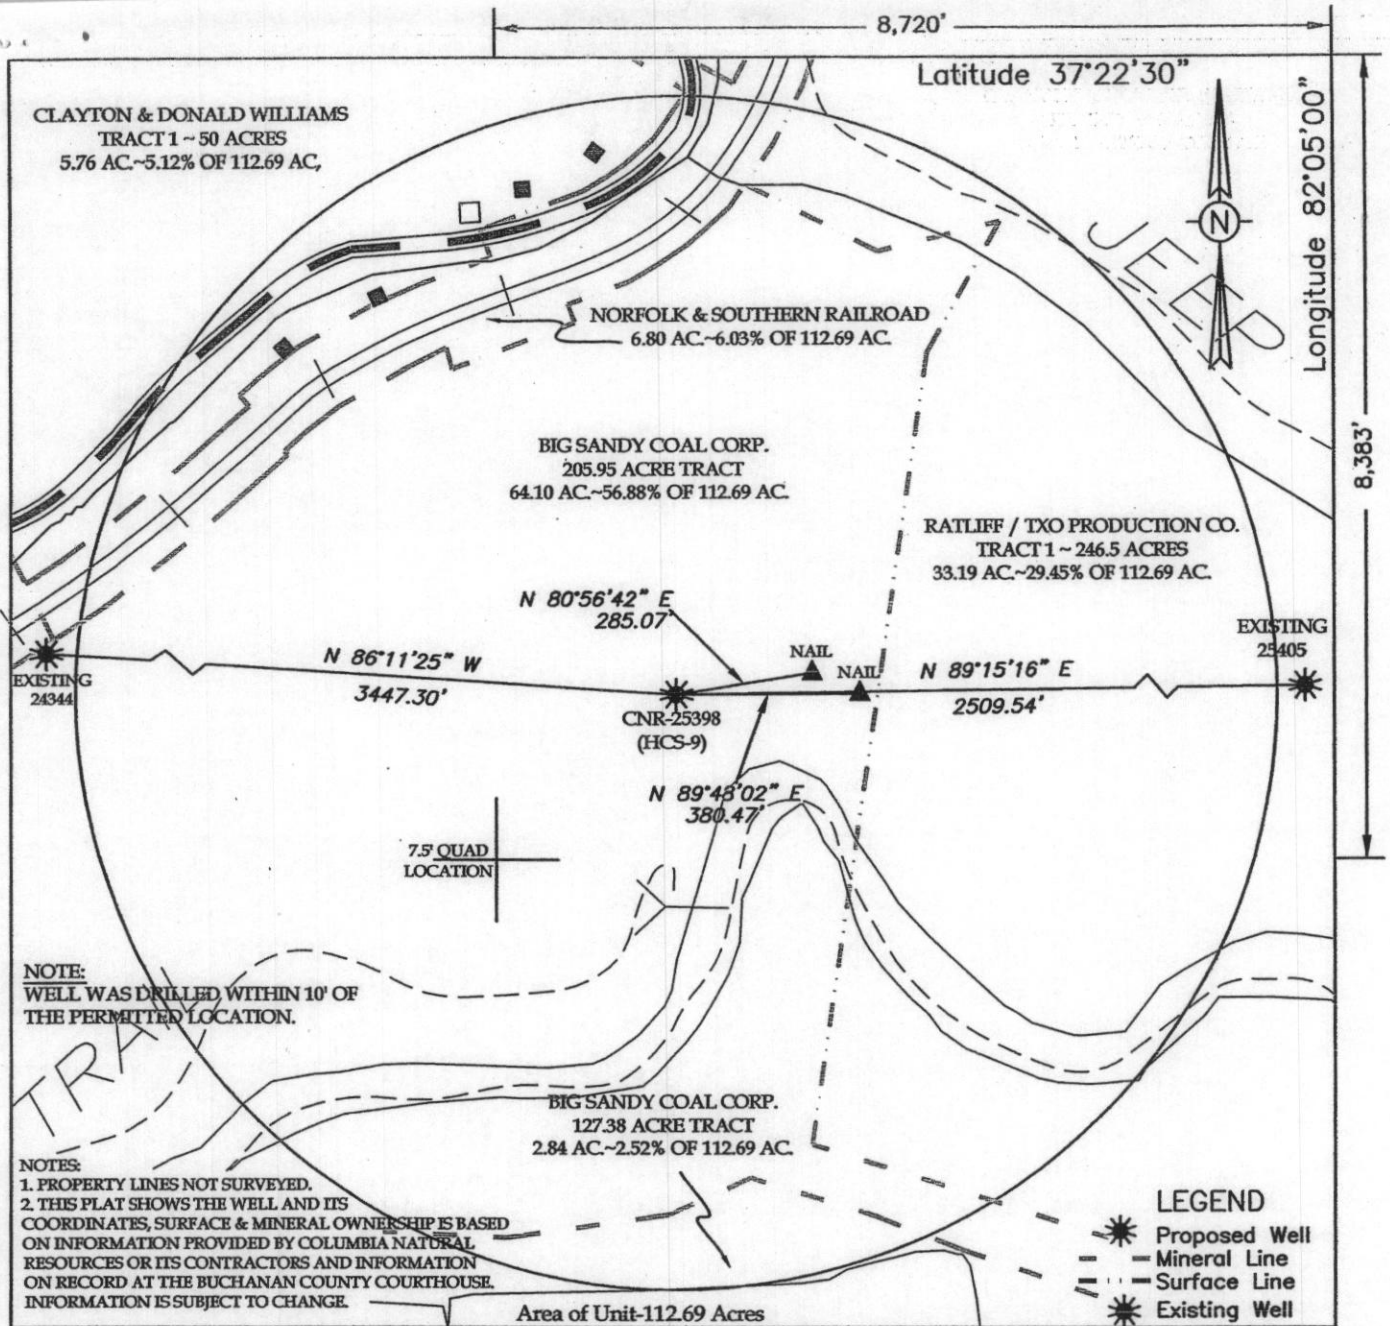 8,720'
Latitude 37°22'30"
Longitude 82°05'00"
8,383'
CLAYTON & DONALD WILLIAMS
TRACT 1 ~ 50 ACRES
5.76 AC.~5.12% OF 112.69 AC,
N
JEEP
NORFOLK & SOUTHERN RAILROAD
6.80 AC.~6.03% OF 112.69 AC.
BIG SANDY COAL CORP.
205.95 ACRE TRACT
64.10 AC.~56.88% OF 112.69 AC.
RATLIFF / TXO PRODUCTION CO.
TRACT 1 ~ 246.5 ACRES
33.19 AC.~29.45% OF 112.69 AC.
N 80°56'42" E
285.07'
EXISTING
25405
NAIL
NAIL
N 86°11'25" W
3447.30'
N 89°15'16" E
2509.54'
EXISTING
24344
CNR-25398
(HCS-9)
N 89°43'02" E
380.47'
7.5' QUAD
LOCATION
NOTE:
WELL WAS DRILLED WITHIN 10' OF
THE PERMITTED LOCATION.
BIG SANDY COAL CORP.
127.38 ACRE TRACT
2.84 AC.~2.52% OF 112.69 AC.
NOTES:
1. PROPERTY LINES NOT SURVEYED.
2. THIS PLAT SHOWS THE WELL AND ITS
COORDINATES, SURFACE & MINERAL OWNERSHIP IS BASED
ON INFORMATION PROVIDED BY COLUMBIA NATURAL
RESOURCES OR ITS CONTRACTORS AND INFORMATION
ON RECORD AT THE BUCHANAN COUNTY COURTHOUSE.
INFORMATION IS SUBJECT TO CHANGE.
Area of Unit-112.69 Acres
LEGEND
Proposed Well
Mineral Line
Surface Line
Existing Well